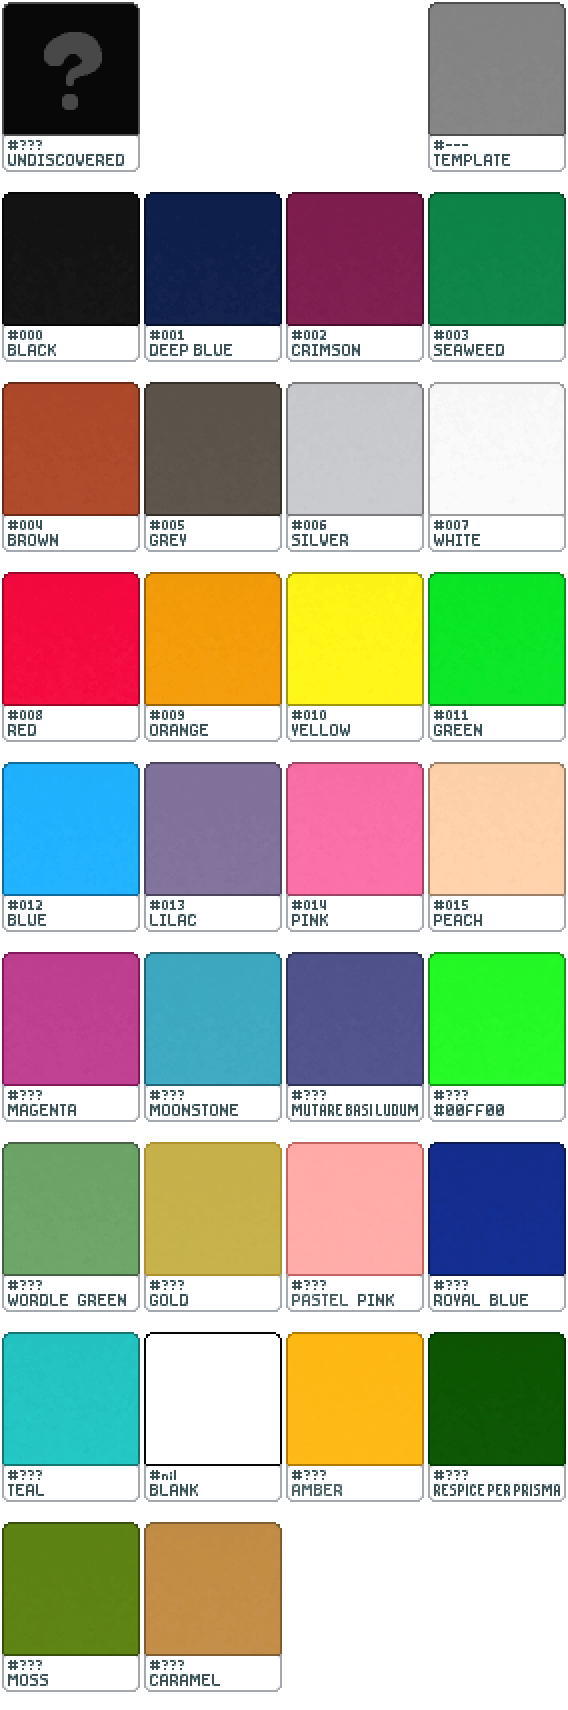 ?
#???
UNDISCOVERED
#---
TEMPLATE
#000
BLACK
#001
DEEP BLUE
#002
CRIMSON
#003
SEAWEED
#004
BROWN
#005
GREY
#006
SILVER
#007
WHITE
#008
RED
#009
ORANGE
#010
YELLOW
#011
GREEN
#012
BLUE
#013
LILAC
#014
PINK
#015
PEACH
#???
MAGENTA
#???
MOONSTONE
#???
MUTARE BASI LUDUM
#???
#00FF00
#???
WORDLE GREEN
#???
GOLD
#???
PASTEL PINK
#???
ROYAL BLUE
#???
TEAL
#nil
BLANK
#???
AMBER
#???
RESPICE PER PRISMA
#???
MOSS
#???
CARAMEL